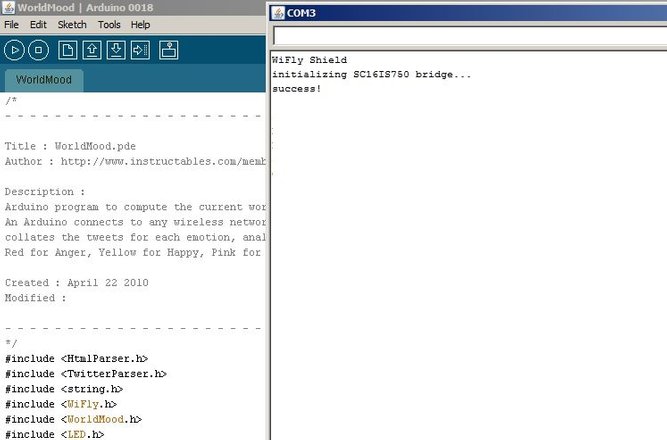 WorldMood | Arduino 0018
File Edit Sketch Tools Help
WorldMood
/*
- - - - - - - - - - - - - - - - - - - - - -
Title : WorldMood.pde
Author : http://www.instructables.com/memb
Description :
Arduino program to compute the current wor
An Arduino connects to any wireless networ
collates the tweets for each emotion, anal
Red for Anger, Yellow for Happy, Pink for
Created : April 22 2010
Modified :
- - - - - - - - - - - - - - - - - - - - - -
*/
#include <HtmlParser.h>
#include <TwitterParser.h>
#include <string.h>
#include <WiFly.h>
#include <WorldMood.h>
#include <LED.h>
COM3
WiFly Shield
initializing SC16IS750 bridge...
success!